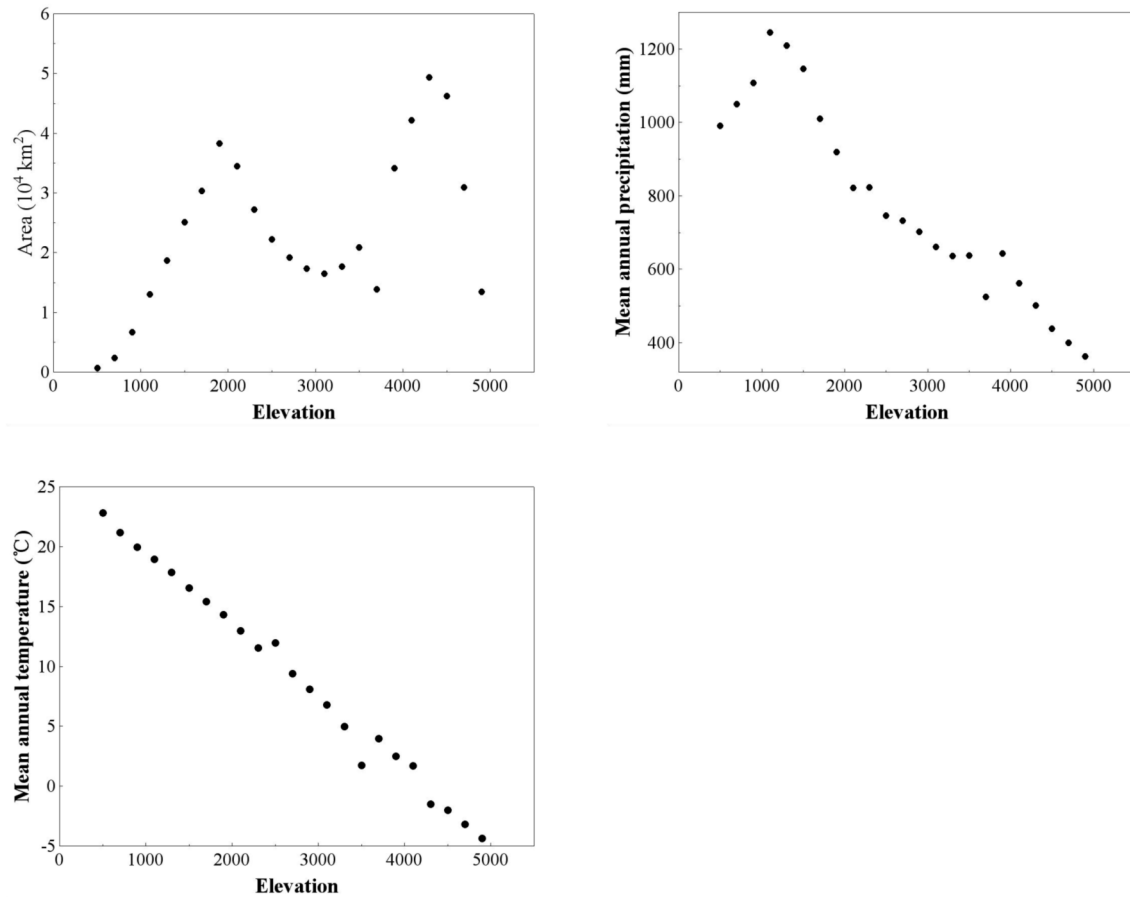 6
5
4
3
2
1
0
Area (10⁴ km²)
0 1000 2000 3000 4000 5000
Elevation
1200
1000
800
600
400
Mean annual precipitation (mm)
0 1000 2000 3000 4000 5000
Elevation
25
20
15
10
5
0
-5
Mean annual temperature (℃)
0 1000 2000 3000 4000 5000
Elevation